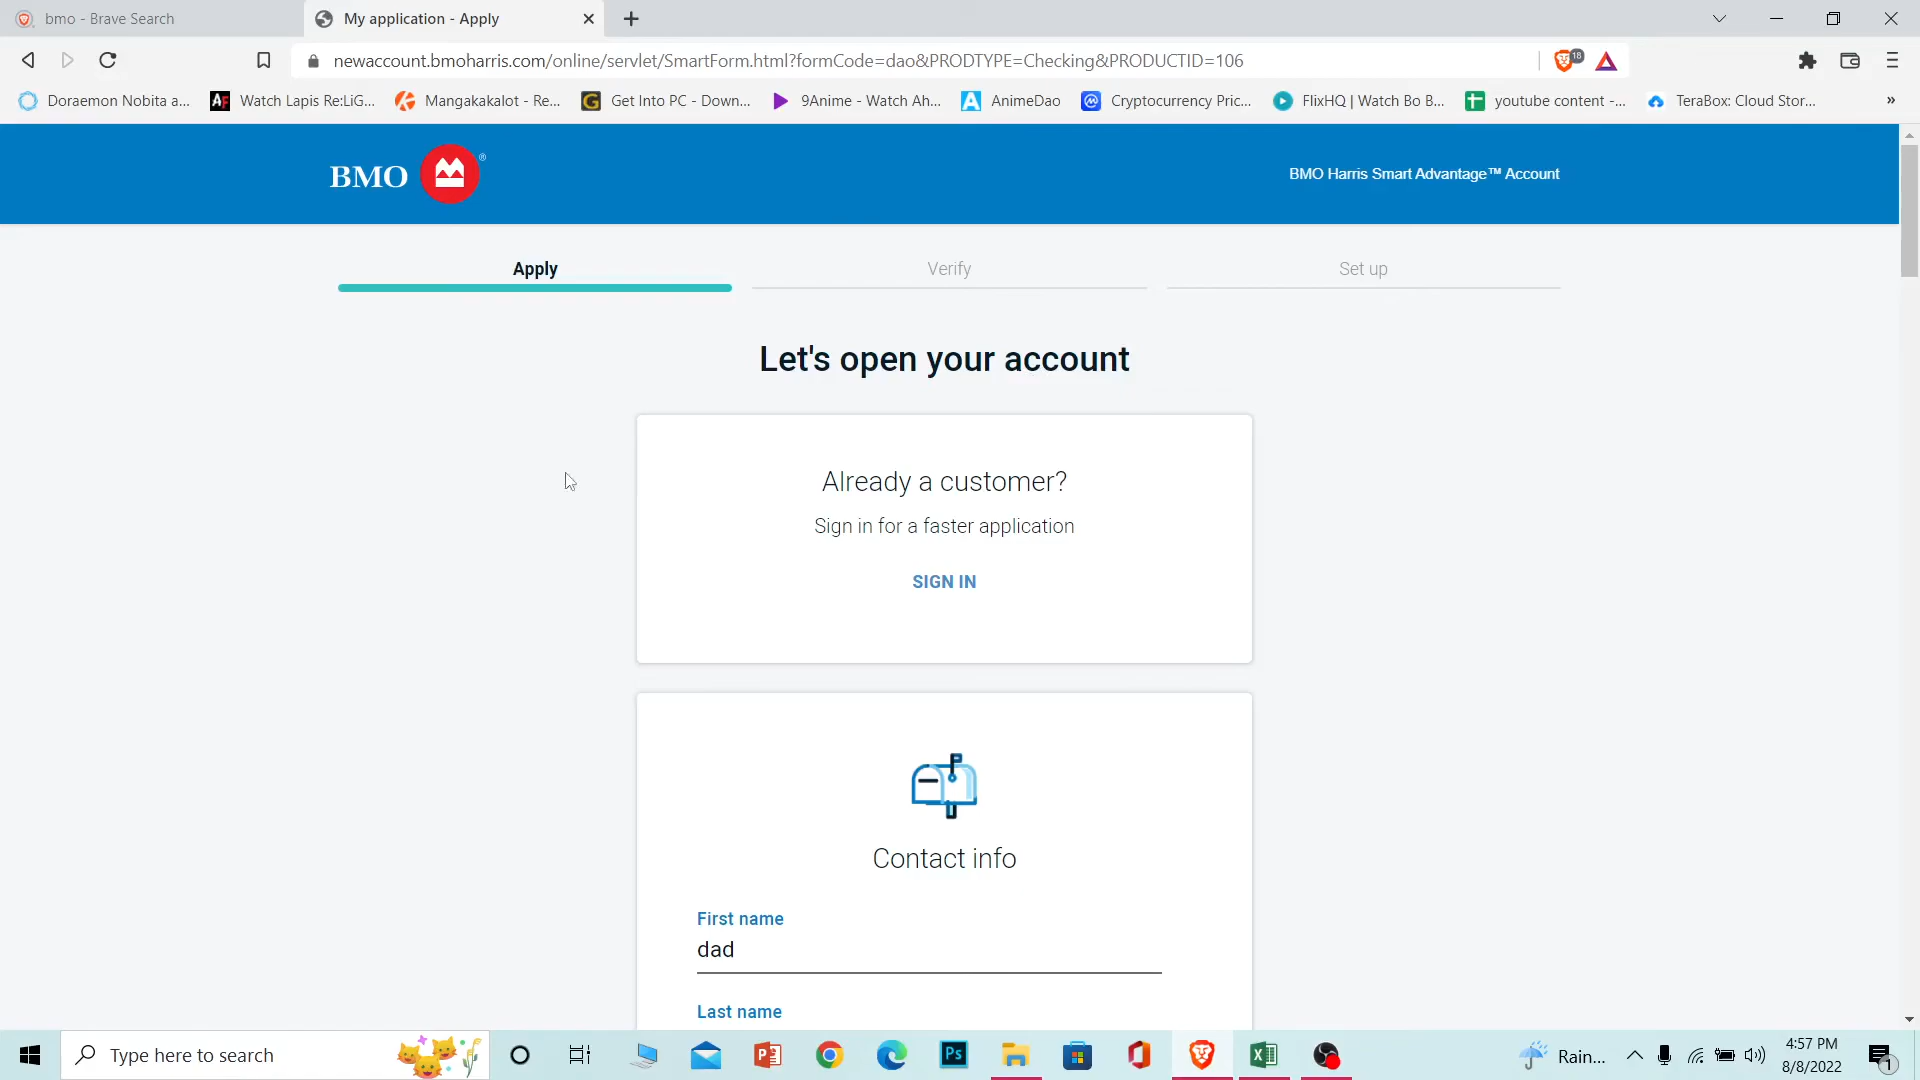 bmo - Brave Search
My application - Apply
newaccount.bmoharris.com/online/servlet/SmartForm.html?formCode=dao&PRODTYPE=Checking&PRODUCTID=106
18
Doraemon Nobita a...
AF Watch Lapis Re:LiG...
Mangakakalot - Re...
G Get Into PC - Down...
9Anime - Watch Ah...
A AnimeDao
Cryptocurrency Pric...
FlixHQ | Watch Bo B...
youtube content -...
TeraBox: Cloud Stor...
»
BMO ®
BMO Harris Smart Advantage™ Account
Apply
Verify
Set up
Let's open your account
Already a customer?
Sign in for a faster application
SIGN IN
Contact info
First name
dad
Last name
Type here to search
Ps
Rain...
4:57 PM
8/8/2022
1